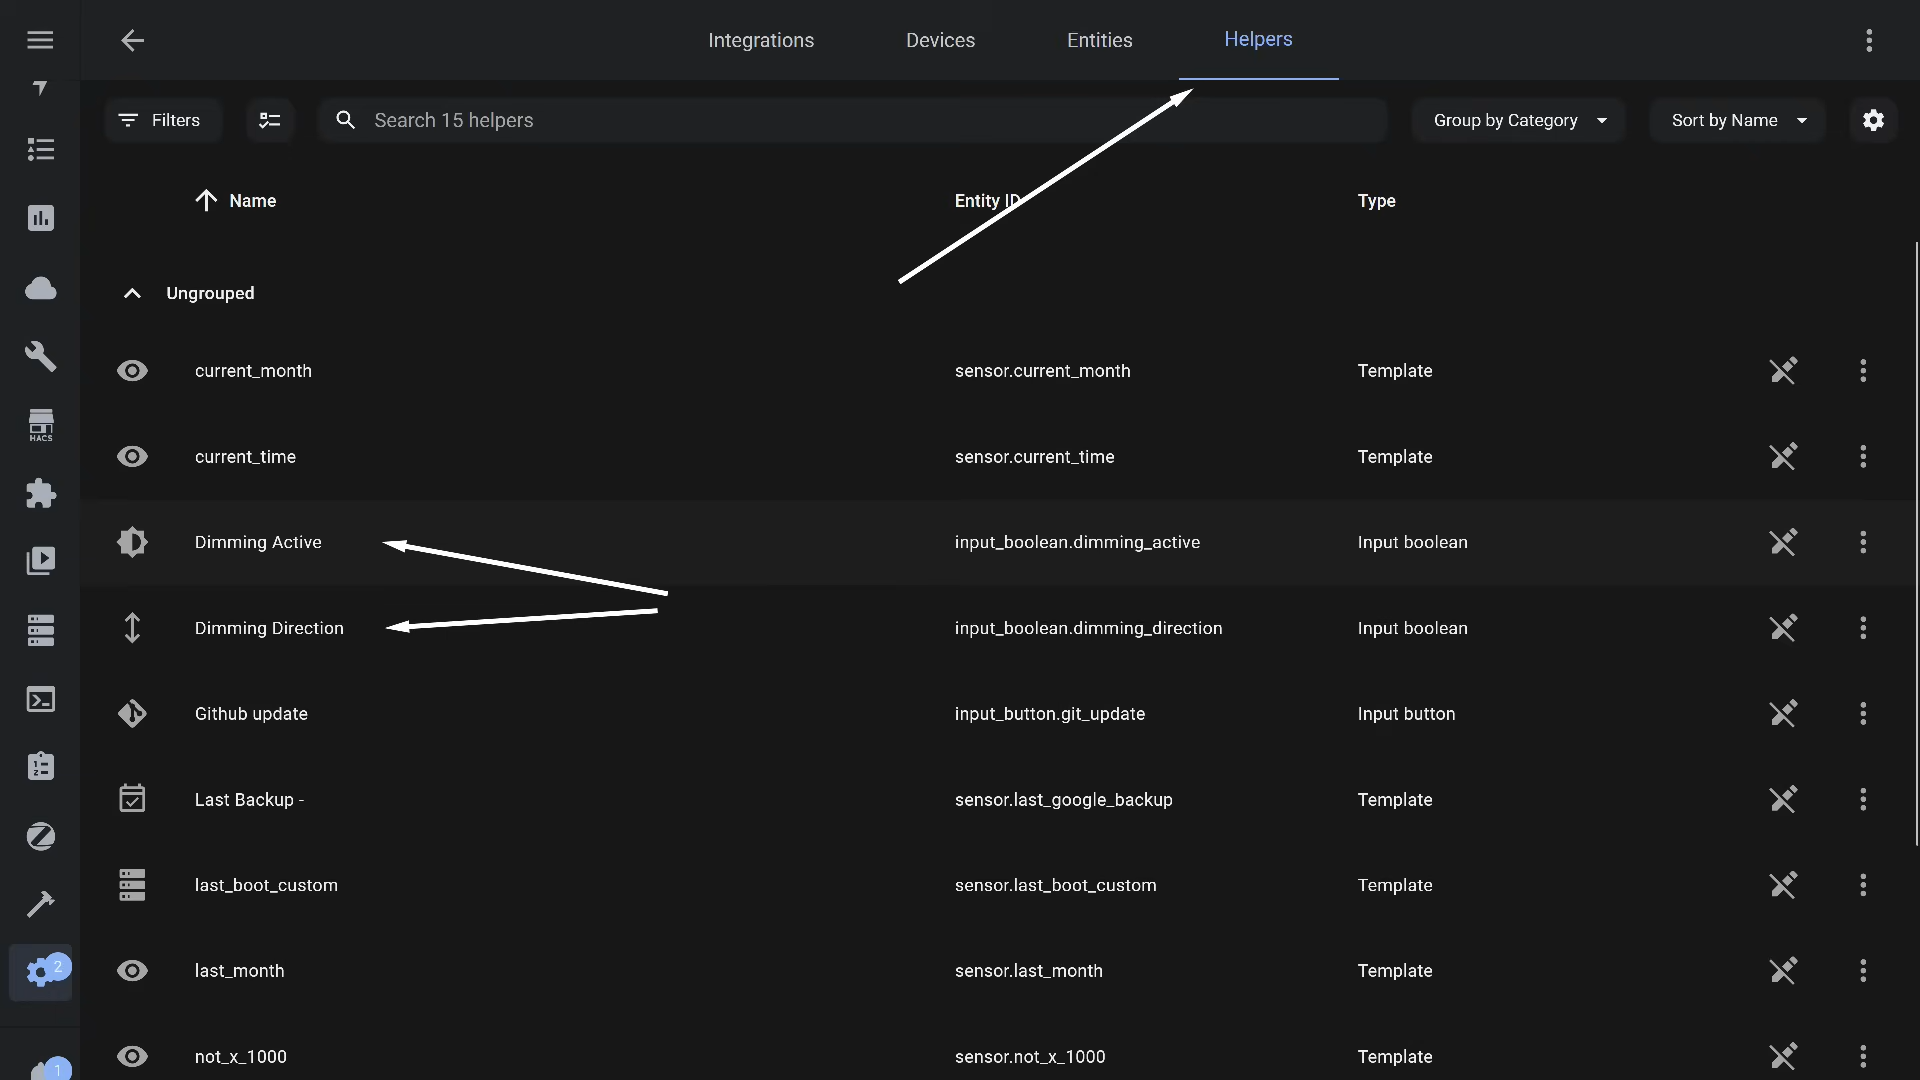 Integrations Devices Entities Helpers
Filters Search 15 helpers Group by Category Sort by Name
Name Entity ID Type
Ungrouped
current_month sensor.current_month Template
current_time sensor.current_time Template
HACS
Dimming Active input_boolean.dimming_active Input boolean
Dimming Direction input_boolean.dimming_direction Input boolean
Github update input_button.git_update Input button
Last Backup - sensor.last_google_backup Template
last_boot_custom sensor.last_boot_custom Template
2
last_month sensor.last_month Template
not_x_1000 sensor.not_x_1000 Template
1